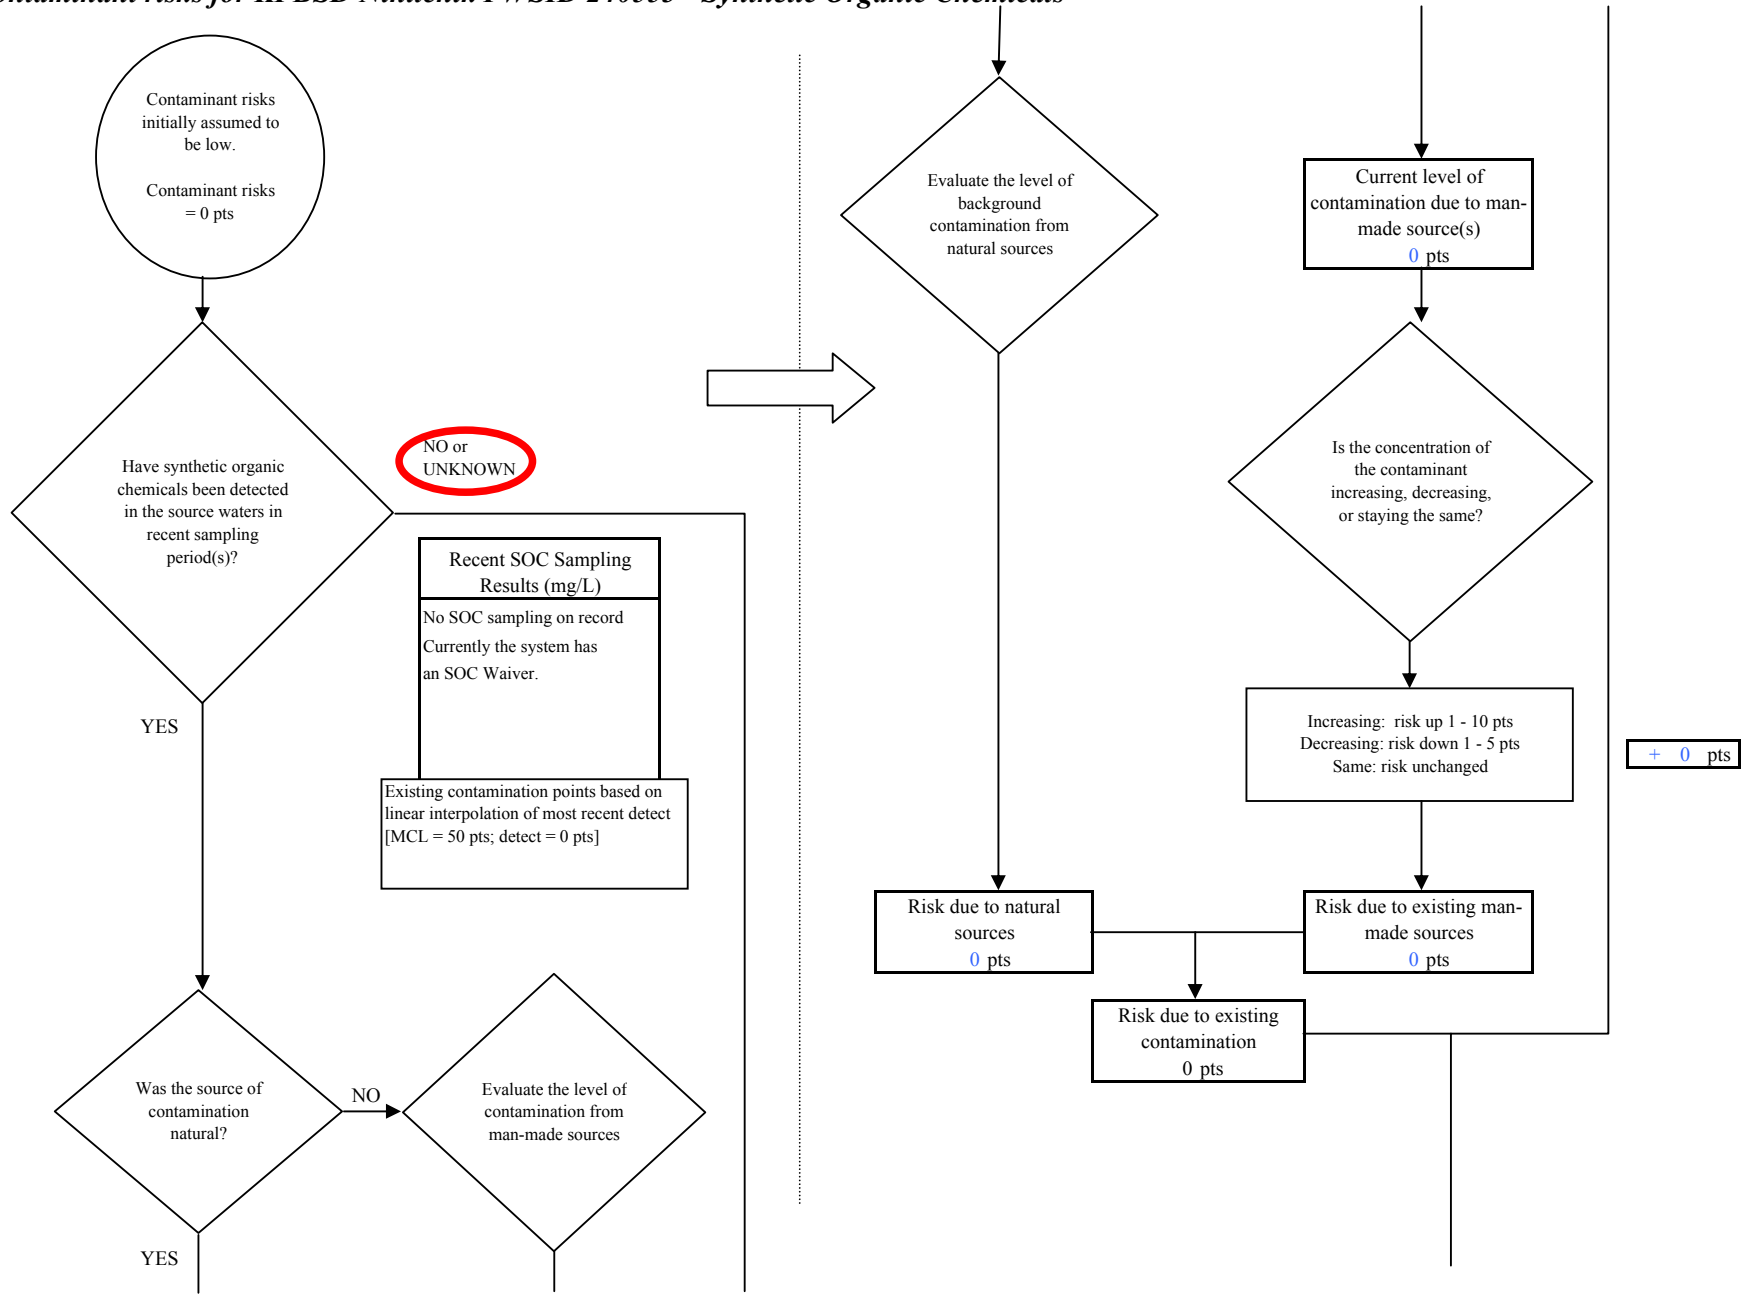 Contaminant risks
initially assumed to
be low.
Contaminant risks
= 0 pts
Have synthetic organic
chemicals been detected
in the source waters in
recent sampling
period(s)?
NO or
UNKNOWN
Recent SOC Sampling
Results (mg/L)
No SOC sampling on record
Currently the system has
an SOC Waiver.
Existing contamination points based on
linear interpolation of most recent detect
[MCL = 50 pts; detect = 0 pts]
YES
Was the source of
contamination
natural?
NO
Evaluate the level of
contamination from
man-made sources
YES
Evaluate the level of
background
contamination from
natural sources
Current level of
contamination due to man-
made source(s)
0 pts
Is the concentration of
the contaminant
increasing, decreasing,
or staying the same?
Increasing: risk up 1 - 10 pts
Decreasing: risk down 1 - 5 pts
Same: risk unchanged
+ 0 pts
Risk due to natural
sources
0 pts
Risk due to existing man-
made sources
0 pts
Risk due to existing
contamination
0 pts